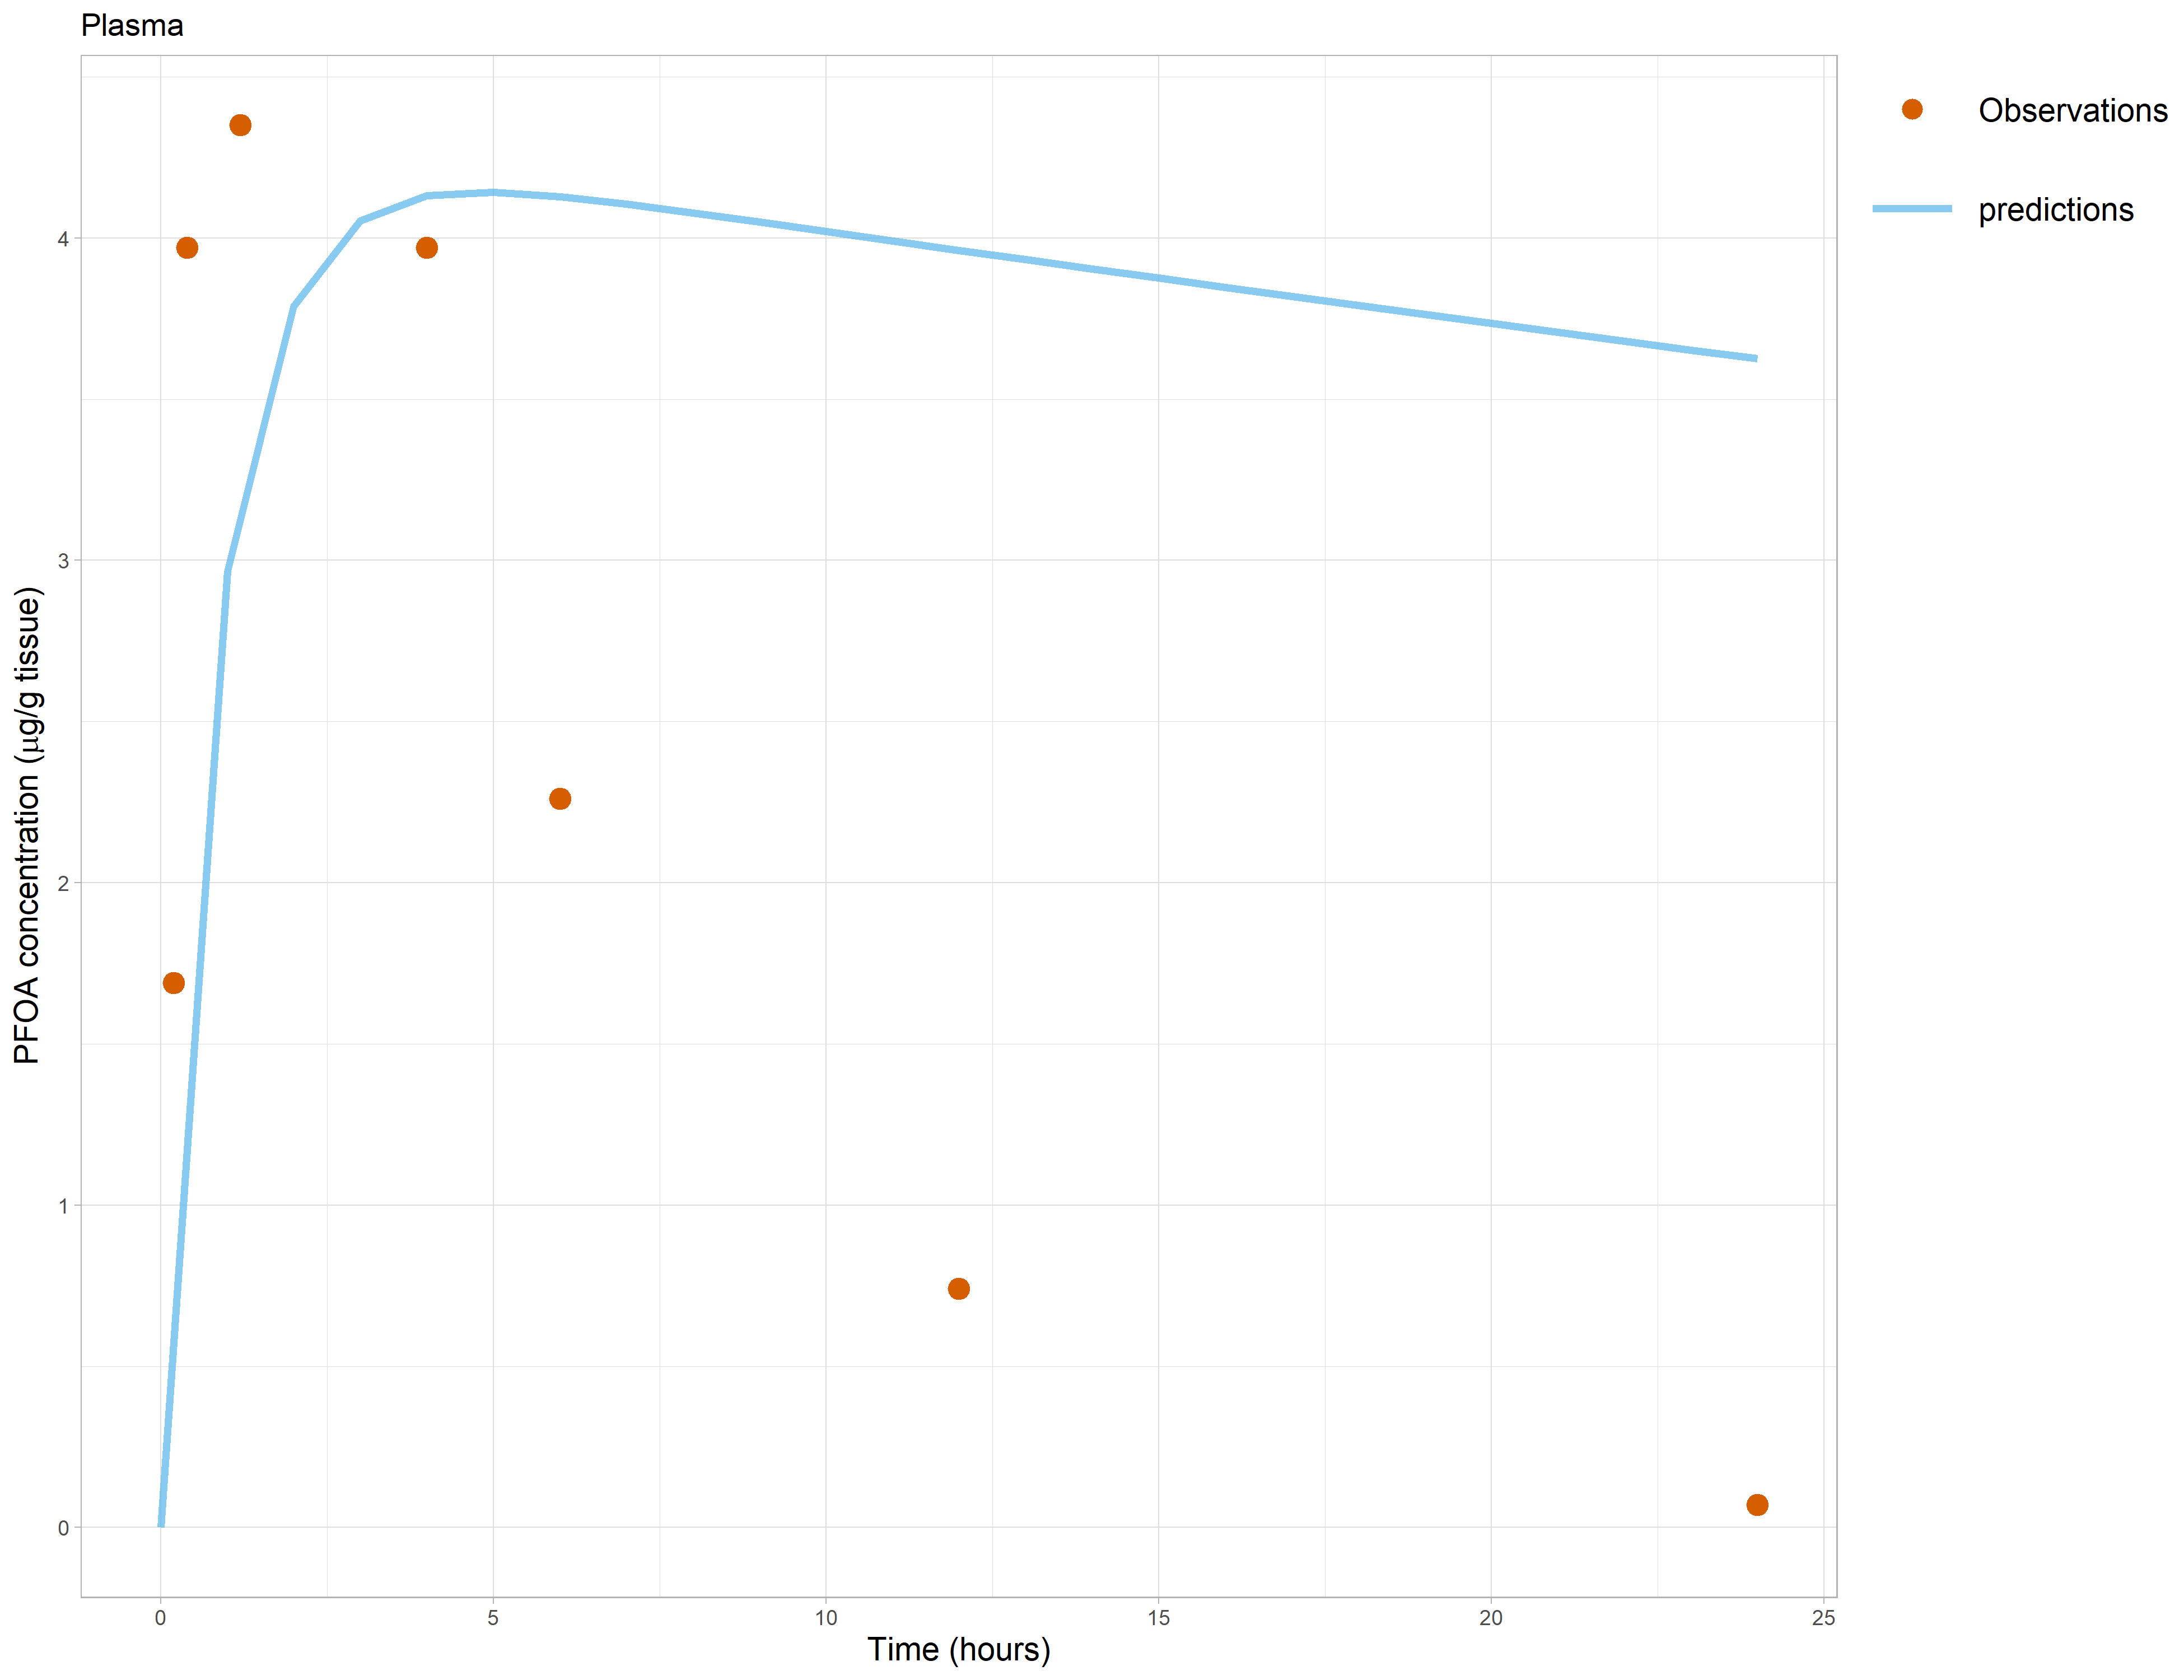 Plasma
Observations
predictions
PFOA concentration (μg/g tissue)
4
3
2
1
0
0 5 10 15 20 25
Time (hours)